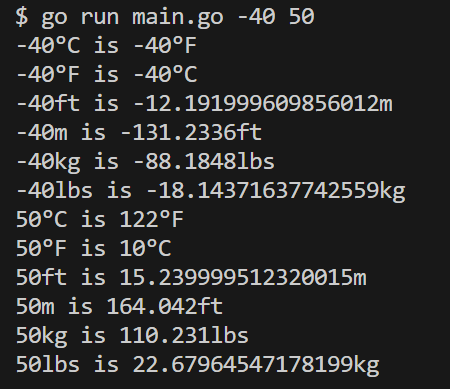 $ go run main.go -40 50
-40°C is -40°F
-40°F is -40°C
-40ft is -12.191999609856012m
-40m is -131.2336ft
-40kg is -88.1848lbs
-40lbs is -18.14371637742559kg
50°C is 122°F
50°F is 10°C
50ft is 15.239999512320015m
50m is 164.042ft
50kg is 110.231lbs
50lbs is 22.67964547178199kg